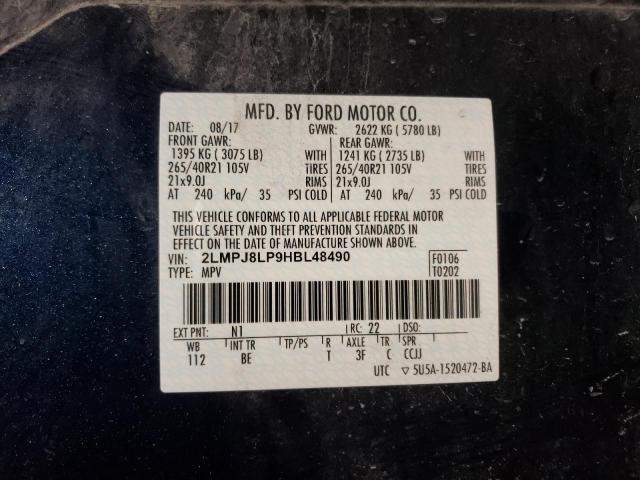 MFD. BY FORD MOTOR CO.
DATE: 08/17 GVWR: 2622 KG ( 5780 LB)
FRONT GAWR: REAR GAWR:
1395 KG ( 3075 LB) WITH 1241 KG ( 2735 LB) WITH
265/40R21 105V TIRES 265/40R21 105V TIRES
21x9.0J RIMS 21x9.0J RIMS
AT 240 kPa/ 35 PSI COLD AT 240 kPa/ 35 PSI COLD
THIS VEHICLE CONFORMS TO ALL APPLICABLE FEDERAL MOTOR
VEHICLE SAFETY AND THEFT PREVENTION STANDARDS IN
EFFECT ON THE DATE OF MANUFACTURE SHOWN ABOVE.
VIN: 2LMPJ8LP9HBL48490 F0106
TYPE: MPV T0202
EXT PNT: N1 RC: 22 DSO:
WB INT TR TP/PS R AXLE TR SPR
112 BE T 3F C CCJJ
UTC ▽ 5U5A-1520472-BA